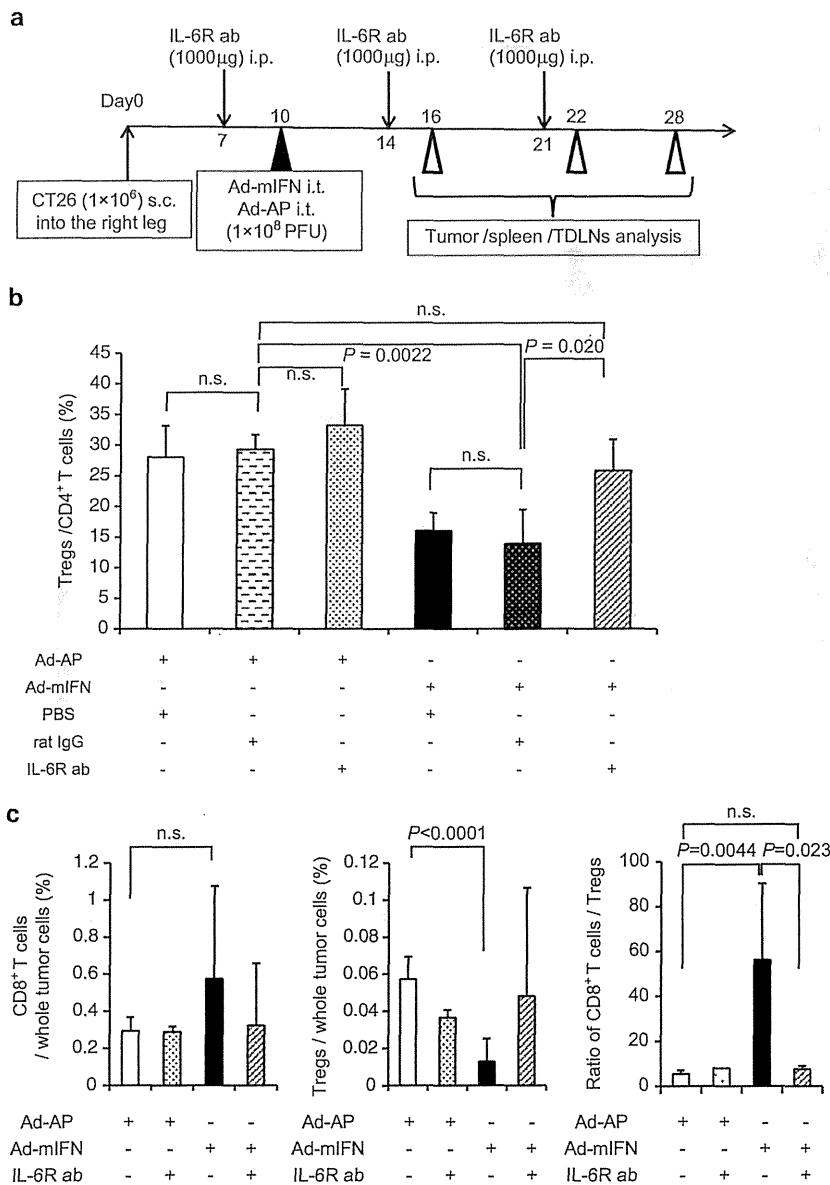 a
IL-6R ab
(1000μg) i.p.
IL-6R ab
(1000μg) i.p.
IL-6R ab
(1000μg) i.p.
Day0
7
10
14
16
21
22
28
CT26 (1×10⁶) s.c.
into the right leg
Ad-mIFN i.t.
Ad-AP i.t.
(1×10⁸ PFU)
Tumor /spleen /TDLNs analysis
b
Tregs /CD4⁺T cells (%)
45
40
35
30
25
20
15
10
5
0
n.s.
n.s.
P = 0.0022
n.s.
P = 0.020
n.s.
Ad-AP + + + - - -
Ad-mIFN - - - + + +
PBS + - - + - -
rat IgG - + - - + -
IL-6R ab - - + - - +
c
CD8⁺T cells
/ whole tumor cells (%)
1.2
1
0.8
0.6
0.4
0.2
0
n.s.
Ad-AP + + - -
Ad-mIFN - - + +
IL-6R ab - + - +
Tregs / whole tumor cells (%)
0.12
0.1
0.08
0.06
0.04
0.02
0
P<0.0001
Ad-AP + + - -
Ad-mIFN - - + +
IL-6R ab - + - +
Ratio of CD8⁺T cells / Tregs
100
80
60
40
20
0
n.s.
P=0.0044
P=0.023
Ad-AP + + - -
Ad-mIFN - - + +
IL-6R ab - + - +